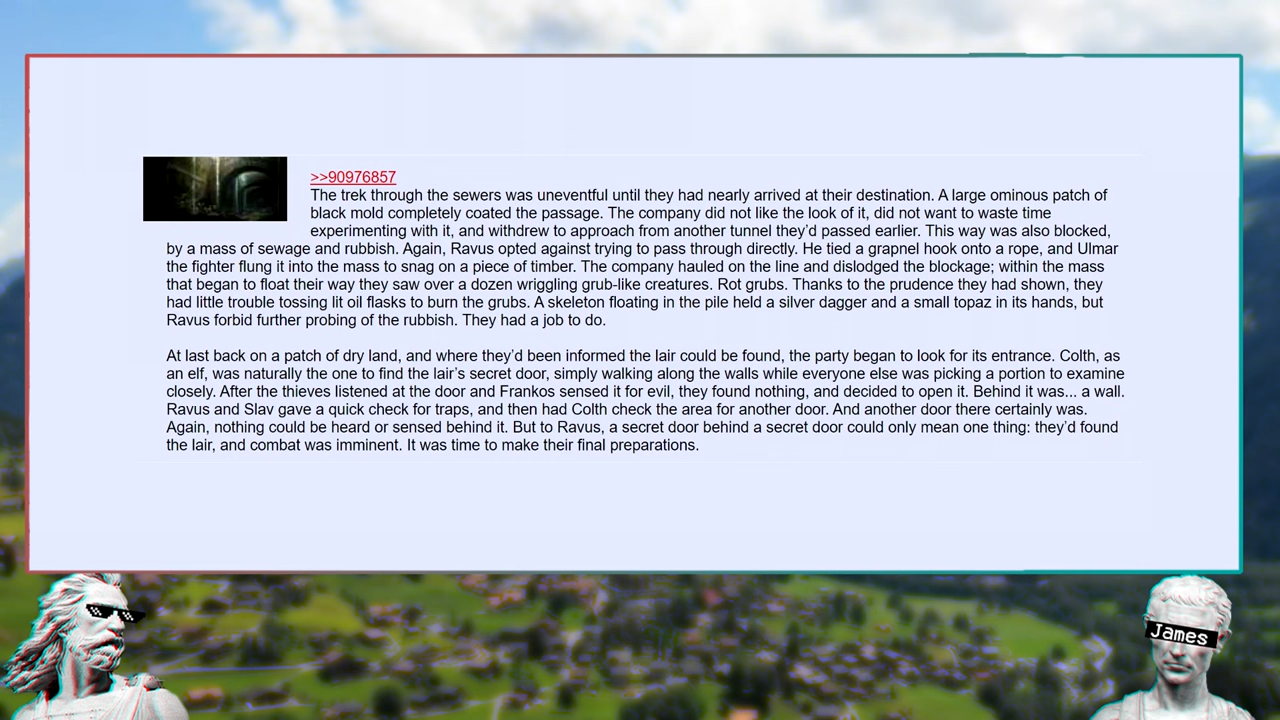 >>90976857
The trek through the sewers was uneventful until they had nearly arrived at their destination. A large ominous patch of
black mold completely coated the passage. The company did not like the look of it, did not want to waste time
experimenting with it, and withdrew to approach from another tunnel they'd passed earlier. This way was also blocked,
by a mass of sewage and rubbish. Again, Ravus opted against trying to pass through directly. He tied a grapnel hook onto a rope, and Ulmar
the fighter flung it into the mass to snag on a piece of timber. The company hauled on the line and dislodged the blockage; within the mass
that began to float their way they saw over a dozen wriggling grub-like creatures. Rot grubs. Thanks to the prudence they had shown, they
had little trouble tossing lit oil flasks to burn the grubs. A skeleton floating in the pile held a silver dagger and a small topaz in its hands, but
Ravus forbid further probing of the rubbish. They had a job to do.
At last back on a patch of dry land, and where they'd been informed the lair could be found, the party began to look for its entrance. Colth, as
an elf, was naturally the one to find the lair's secret door, simply walking along the walls while everyone else was picking a portion to examine
closely. After the thieves listened at the door and Frankos sensed it for evil, they found nothing, and decided to open it. Behind it was... a wall.
Ravus and Slav gave a quick check for traps, and then had Colth check the area for another door. And another door there certainly was.
Again, nothing could be heard or sensed behind it. But to Ravus, a secret door behind a secret door could only mean one thing: they'd found
the lair, and combat was imminent. It was time to make their final preparations.
James